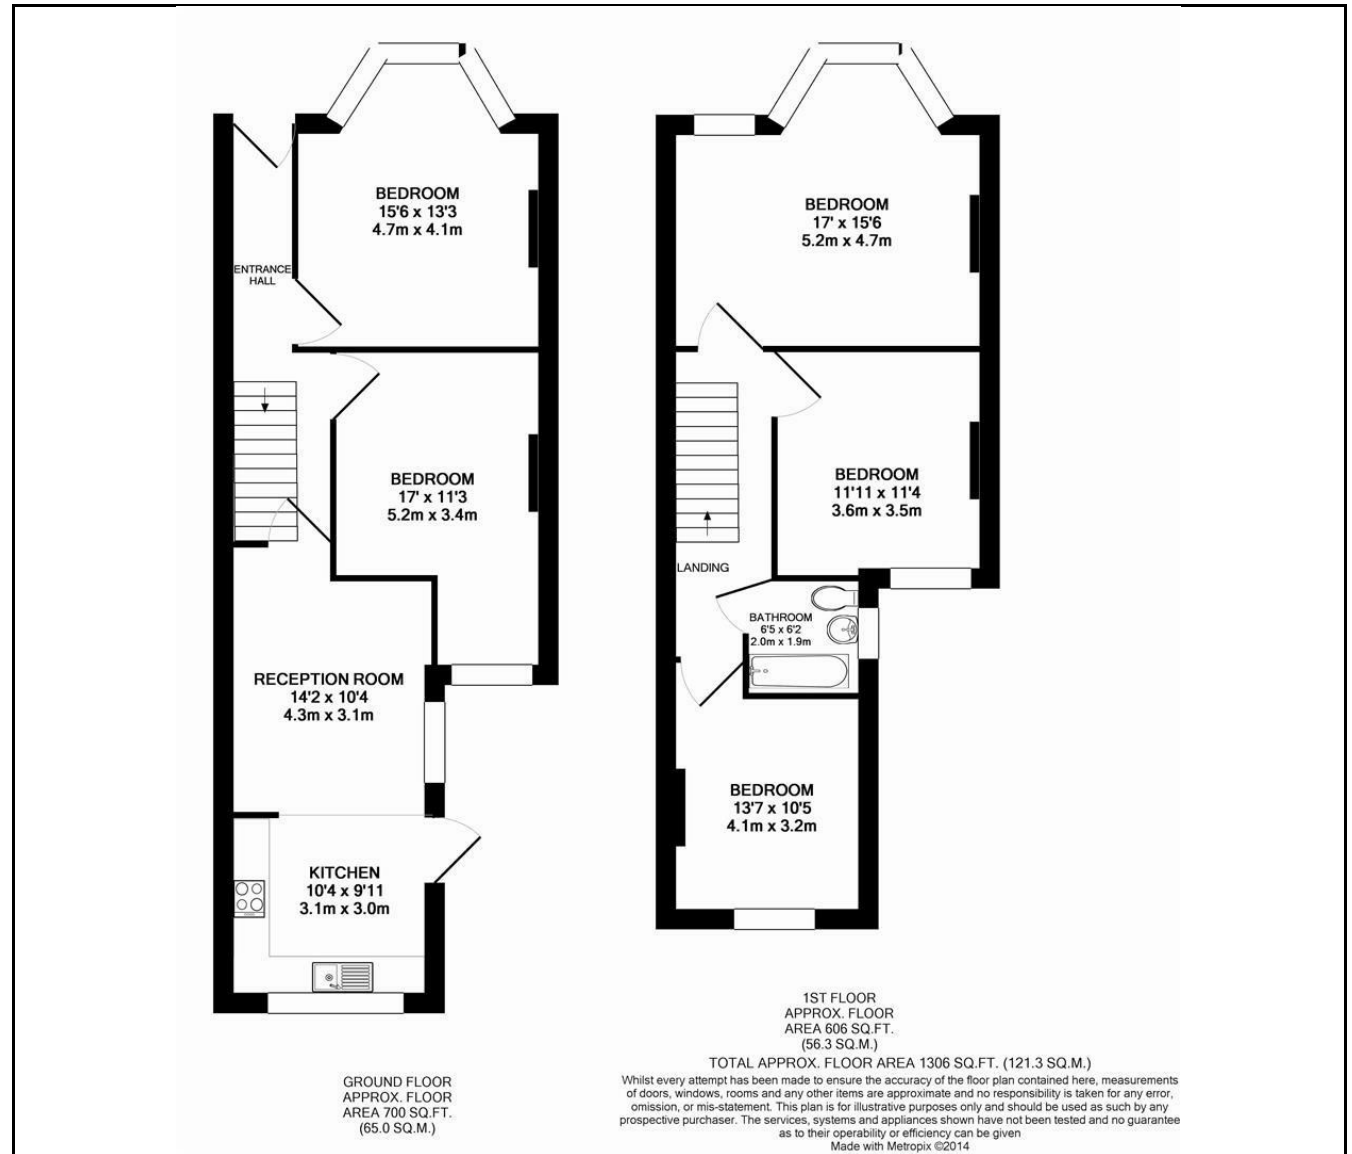 BEDROOM
15'6 x 13'3
4.7m x 4.1m
ENTRANCE
HALL
BEDROOM
17' x 11'3
5.2m x 3.4m
RECEPTION ROOM
14'2 x 10'4
4.3m x 3.1m
KITCHEN
10'4 x 9'11
3.1m x 3.0m
GROUND FLOOR
APPROX. FLOOR
AREA 700 SQ.FT.
(65.0 SQ.M.)
BEDROOM
17' x 15'6
5.2m x 4.7m
BEDROOM
11'11 x 11'4
3.6m x 3.5m
LANDING
BATHROOM
6'5 x 6'2
2.0m x 1.9m
BEDROOM
13'7 x 10'5
4.1m x 3.2m
1ST FLOOR
APPROX. FLOOR
AREA 606 SQ.FT.
(56.3 SQ.M.)
TOTAL APPROX. FLOOR AREA 1306 SQ.FT. (121.3 SQ.M.)
Whilst every attempt has been made to ensure the accuracy of the floor plan contained here, measurements
of doors, windows, rooms and any other items are approximate and no responsibility is taken for any error,
omission, or mis-statement. This plan is for illustrative purposes only and should be used as such by any
prospective purchaser. The services, systems and appliances shown have not been tested and no guarantee
as to their operability or efficiency can be given
Made with Metropix ©2014